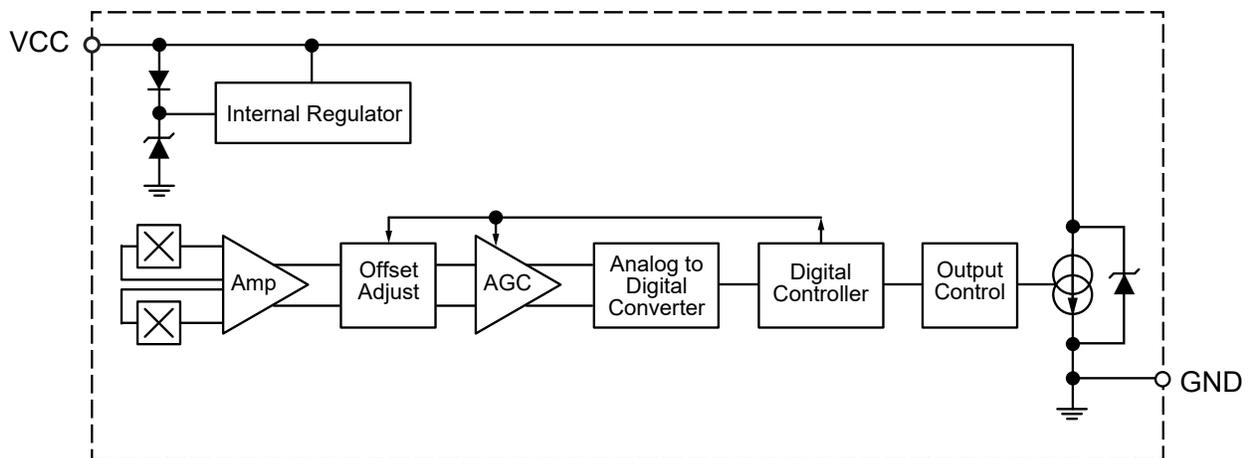 VCC
Internal Regulator
Amp
Offset
Adjust
AGC
Analog to
Digital
Converter
Digital
Controller
Output
Control
GND